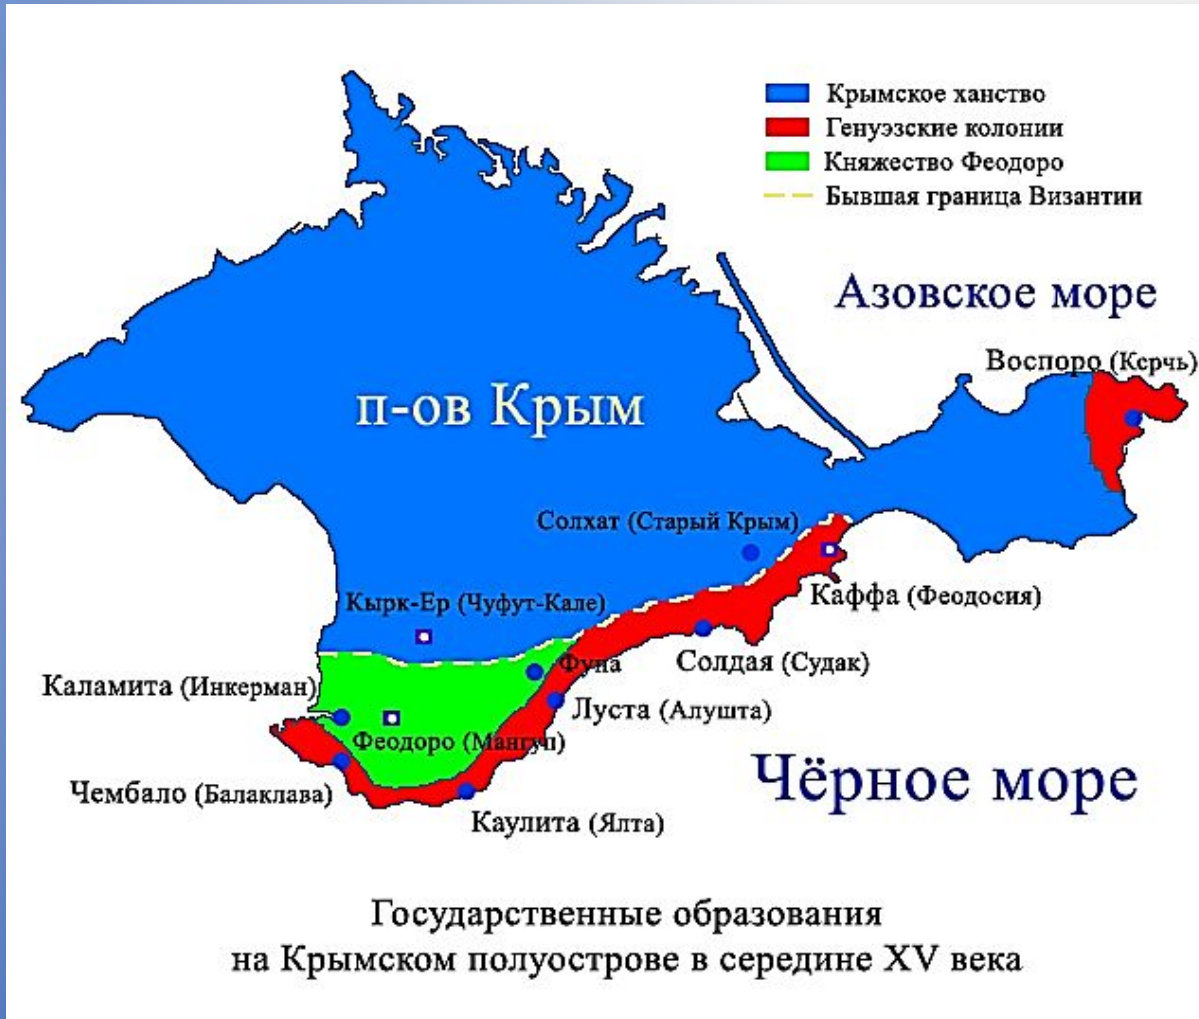 Крымское ханство
Генуэзские колонии
Княжество Феодоро
Бывшая граница Византии
Азовское море
Воспоро (Керчь)
п-ов Крым
Солхат (Старый Крым)
Кырк-Ер (Чуфут-Кале)
Каффа (Феодосия)
Фуна
Солдая (Судак)
Каламита (Инкерман)
Луста (Алушта)
Феодоро (Мангуп)
Чёрное море
Чембало (Балаклава)
Каулита (Ялта)
Государственные образования
на Крымском полуострове в середине XV века